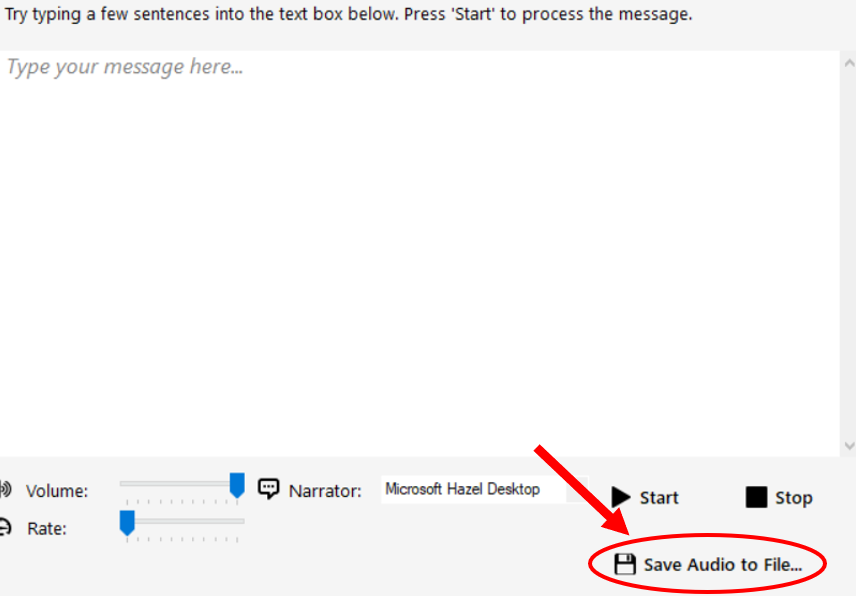 Try typing a few sentences into the text box below. Press 'Start' to process the message.
Type your message here...
Volume:
Narrator:
Microsoft Hazel Desktop
Start
Stop
Rate:
Save Audio to File...